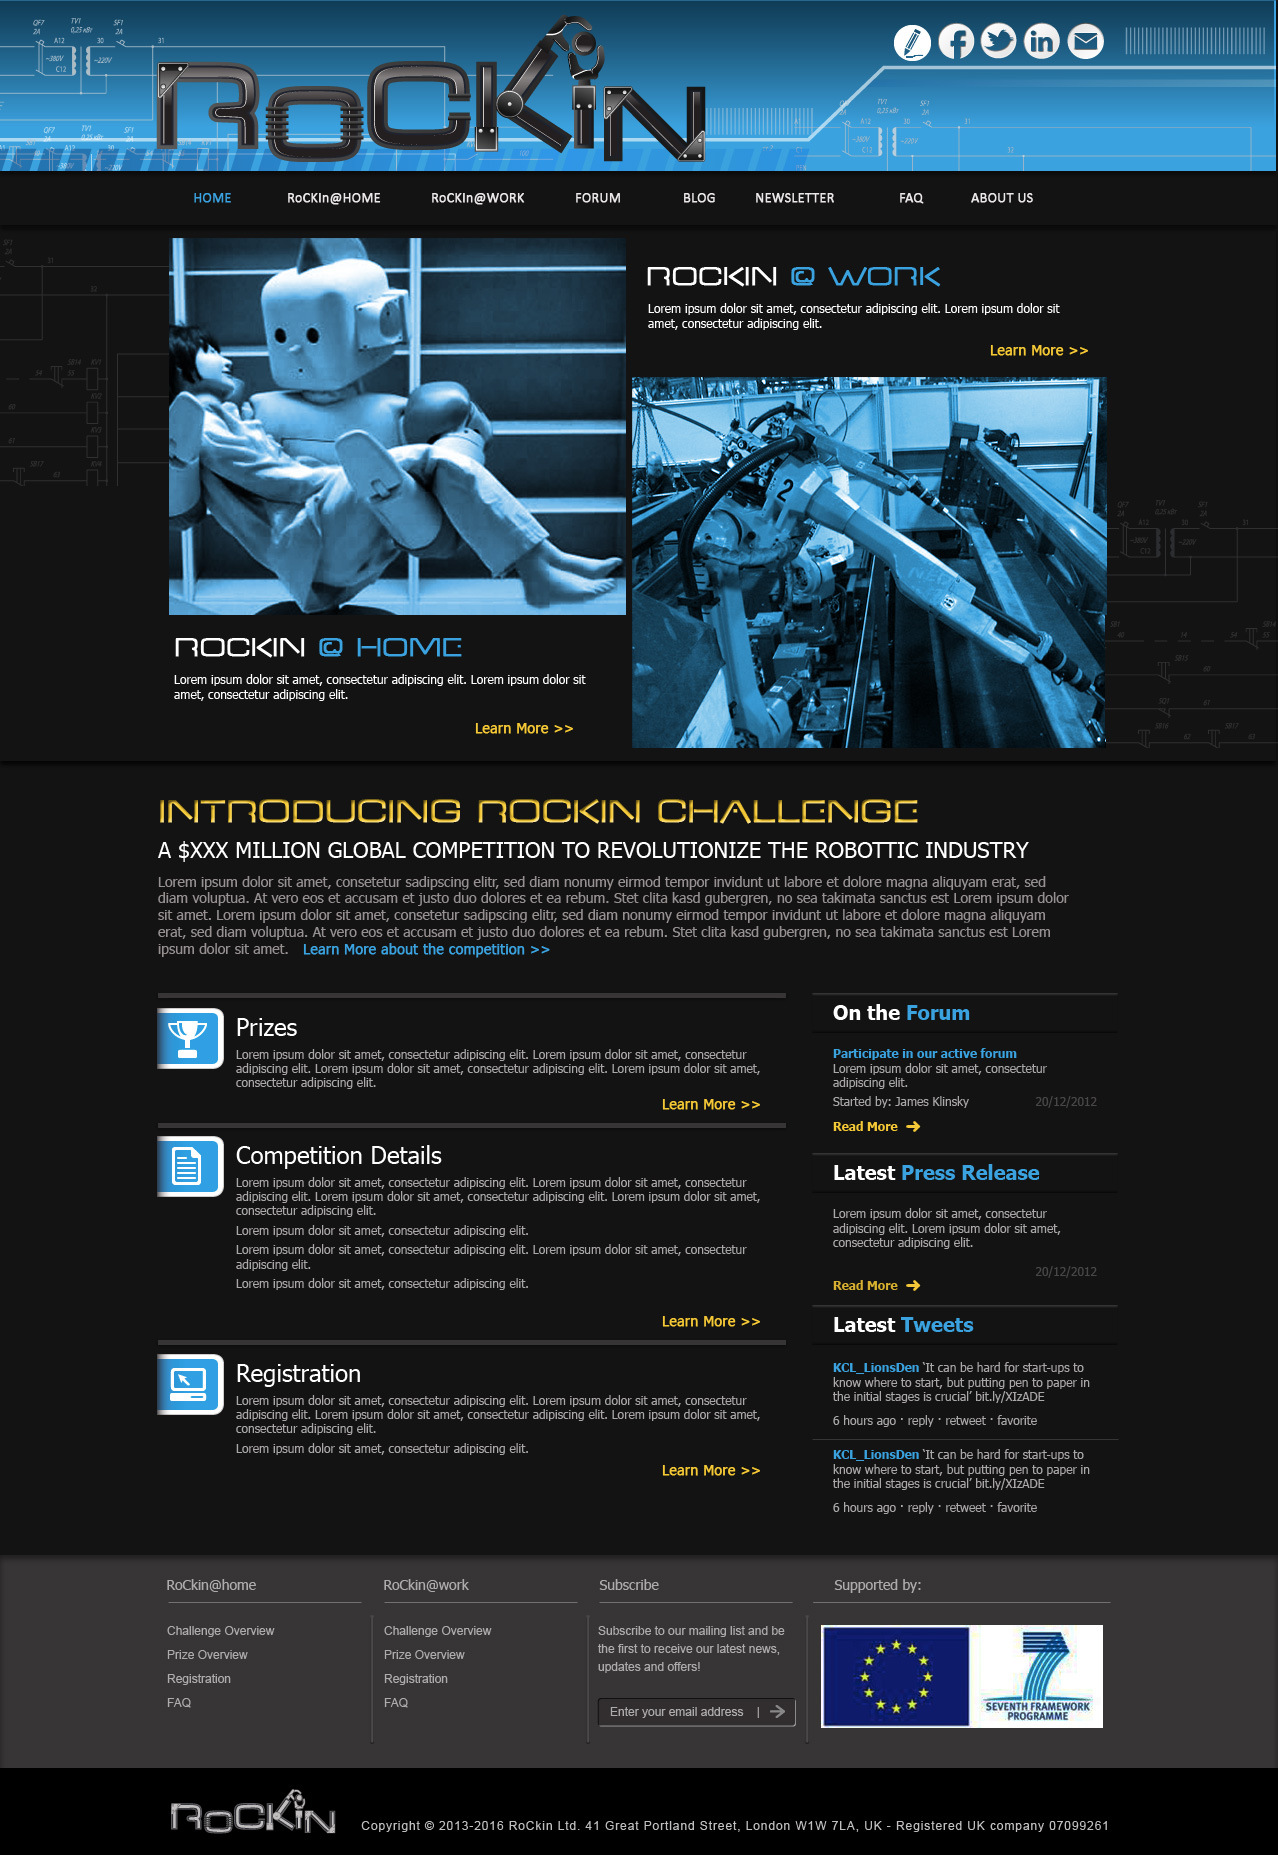 RoCKIn
HOME RoCKIn@HOME RoCKIn@WORK FORUM BLOG NEWSLETTER FAQ ABOUT US
ROCKIN @ WORK
Lorem ipsum dolor sit amet, consectetur adipiscing elit. Lorem ipsum dolor sit
amet, consectetur adipiscing elit.
Learn More >>
2
ROCKIN @ HOME
Lorem ipsum dolor sit amet, consectetur adipiscing elit. Lorem ipsum dolor sit
amet, consectetur adipiscing elit.
Learn More >>
INTRODUCING ROCKIN CHALLENGE
A $XXX MILLION GLOBAL COMPETITION TO REVOLUTIONIZE THE ROBOTTIC INDUSTRY
Lorem ipsum dolor sit amet, consetetur sadipscing elitr, sed diam nonumy eirmod tempor invidunt ut labore et dolore magna aliquyam erat, sed
diam voluptua. At vero eos et accusam et justo duo dolores et ea rebum. Stet clita kasd gubergren, no sea takimata sanctus est Lorem ipsum dolor
sit amet. Lorem ipsum dolor sit amet, consetetur sadipscing elitr, sed diam nonumy eirmod tempor invidunt ut labore et dolore magna aliquyam
erat, sed diam voluptua. At vero eos et accusam et justo duo dolores et ea rebum. Stet clita kasd gubergren, no sea takimata sanctus est Lorem
ipsum dolor sit amet. Learn More about the competition >>
Prizes
Lorem ipsum dolor sit amet, consectetur adipiscing elit. Lorem ipsum dolor sit amet, consectetur
adipiscing elit. Lorem ipsum dolor sit amet, consectetur adipiscing elit. Lorem ipsum dolor sit amet,
consectetur adipiscing elit.
Learn More >>
Competition Details
Lorem ipsum dolor sit amet, consectetur adipiscing elit. Lorem ipsum dolor sit amet, consectetur
adipiscing elit. Lorem ipsum dolor sit amet, consectetur adipiscing elit. Lorem ipsum dolor sit amet,
consectetur adipiscing elit.
Lorem ipsum dolor sit amet, consectetur adipiscing elit.
Lorem ipsum dolor sit amet, consectetur adipiscing elit. Lorem ipsum dolor sit amet, consectetur
adipiscing elit.
Lorem ipsum dolor sit amet, consectetur adipiscing elit.
Learn More >>
Registration
Lorem ipsum dolor sit amet, consectetur adipiscing elit. Lorem ipsum dolor sit amet, consectetur
adipiscing elit. Lorem ipsum dolor sit amet, consectetur adipiscing elit. Lorem ipsum dolor sit amet,
consectetur adipiscing elit.
Lorem ipsum dolor sit amet, consectetur adipiscing elit.
Learn More >>
On the Forum
Participate in our active forum
Lorem ipsum dolor sit amet, consectetur
adipiscing elit.
Started by: James Klinsky 20/12/2012
Read More
Latest Press Release
Lorem ipsum dolor sit amet, consectetur
adipiscing elit. Lorem ipsum dolor sit amet,
consectetur adipiscing elit.
20/12/2012
Read More
Latest Tweets
KCL_LionsDen ‘It can be hard for start-ups to
know where to start, but putting pen to paper in
the initial stages is crucial’ bit.ly/XIzADE
6 hours ago · reply · retweet · favorite
KCL_LionsDen ‘It can be hard for start-ups to
know where to start, but putting pen to paper in
the initial stages is crucial’ bit.ly/XIzADE
6 hours ago · reply · retweet · favorite
RoCkin@home
Challenge Overview
Prize Overview
Registration
FAQ
RoCkin@work
Challenge Overview
Prize Overview
Registration
FAQ
Subscribe
Subscribe to our mailing list and be
the first to receive our latest news,
updates and offers!
Enter your email address |
Supported by:
SEVENTH FRAMEWORK
PROGRAMME
RoCKIn
Copyright © 2013-2016 RoCkin Ltd. 41 Great Portland Street, London W1W 7LA, UK - Registered UK company 07099261